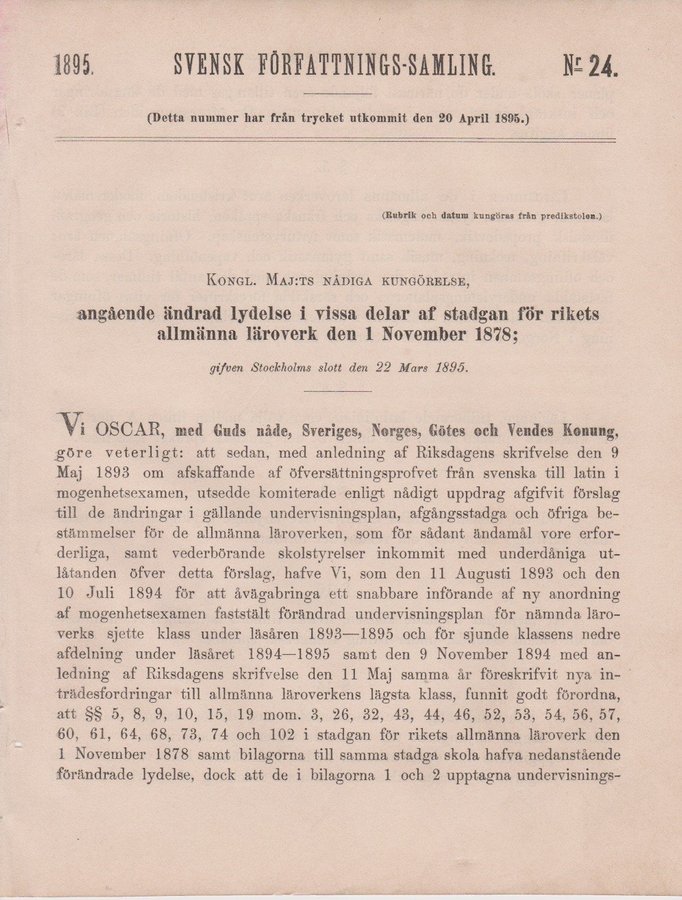 1895. SVENSK FÖRFATTNINGS-SAMLING. Nr 24.
(Detta nummer har från trycket utkommit den 20 April 1895.)
(Rubrik och datum kungöras från predikstolen.)
KONGL. MAJ:TS NÅDIGA KUNGÖRELSE,
angående ändrad lydelse i vissa delar af stadgan för rikets
allmänna läroverk den 1 November 1878;
gifven Stockholms slott den 22 Mars 1895.
Vi OSCAR, med Guds nåde, Sveriges, Norges, Götes och Vendes Konung,
göre veterligt: att sedan, med anledning af Riksdagens skrifvelse den 9
Maj 1893 om afskaffande af öfversättningsprofvet från svenska till latin i
mogenhetsexamen, utsedde komiterade enligt nådigt uppdrag afgifvit förslag
till de ändringar i gällande undervisningsplan, afgångsstadga och öfriga be-
stämmelser för de allmänna läroverken, som för sådant ändamål vore erfor-
derliga, samt vederbörande skolstyrelser inkommit med underdåniga ut-
låtanden öfver detta förslag, hafve Vi, som den 11 Augusti 1893 och den
10 Juli 1894 för att åvägabringa ett snabbare införande af ny anordning
af mogenhetsexamen fastställt förändrad undervisningsplan för nämnda läro-
verks sjette klass under läsåren 1893—1895 och för sjunde klassens nedre
afdelning under läsåret 1894—1895 samt den 9 November 1894 med an-
ledning af Riksdagens skrifvelse den 11 Maj samma år föreskrifvit nya in-
trädesfordringar till allmänna läroverkens lägsta klass, funnit godt förordna,
att §§ 5, 8, 9, 10, 15, 19 mom. 3, 26, 32, 43, 44, 46, 52, 53, 54, 56, 57,
60, 61, 64, 68, 73, 74 och 102 i stadgan för rikets allmänna läroverk den
1 November 1878 samt bilagorna till samma stadga skola hafva nedanstående
förändrade lydelse, dock att de i bilagorna 1 och 2 upptagna undervisnings-